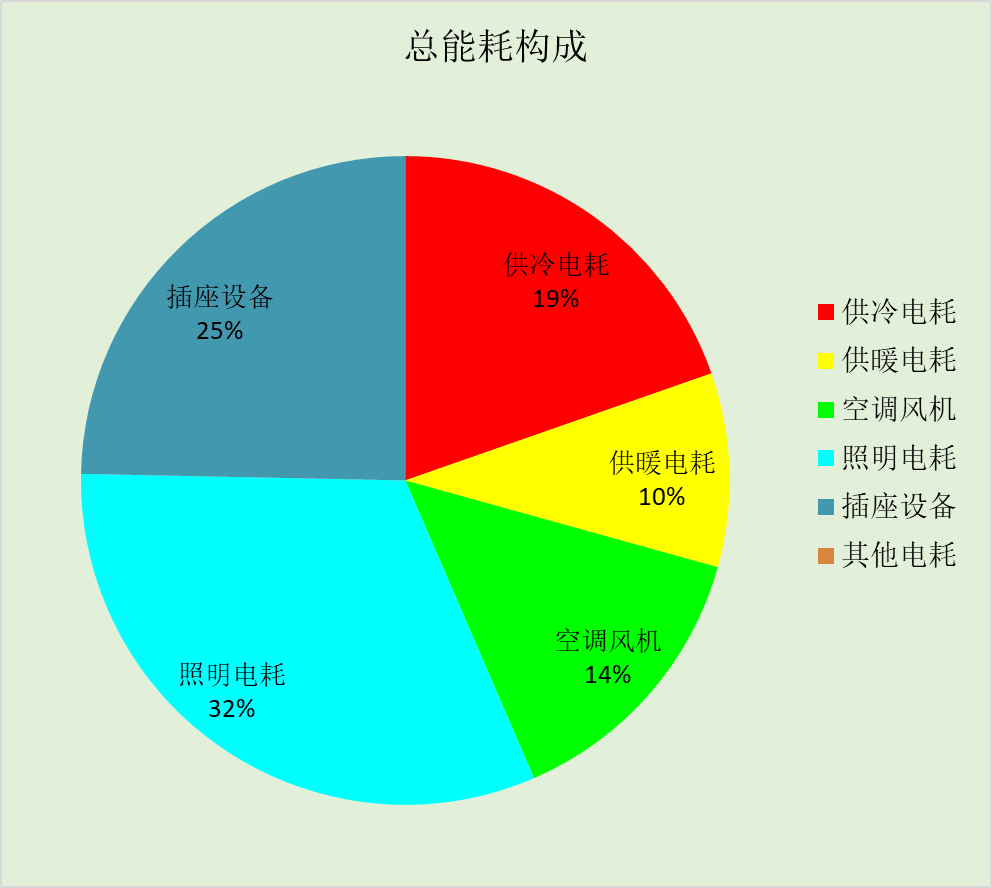 总能耗构成
供冷电耗
19%
插座设备
25%
供暖电耗
10%
空调风机
14%
照明电耗
32%
供冷电耗
供暖电耗
空调风机
照明电耗
插座设备
其他电耗